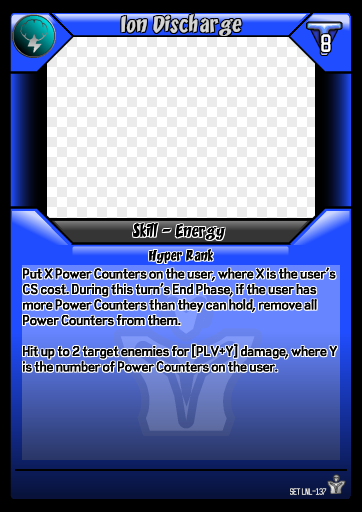 Ion Discharge
8
Skill - Energy
Hyper Rank
Put X Power Counters on the user, where X is the user's
CS cost. During this turn's End Phase, if the user has
more Power Counters than they can hold, remove all
Power Counters from them.
Hit up to 2 target enemies for [PLV+Y] damage, where Y
is the number of Power Counters on the user.
SET LNL-137